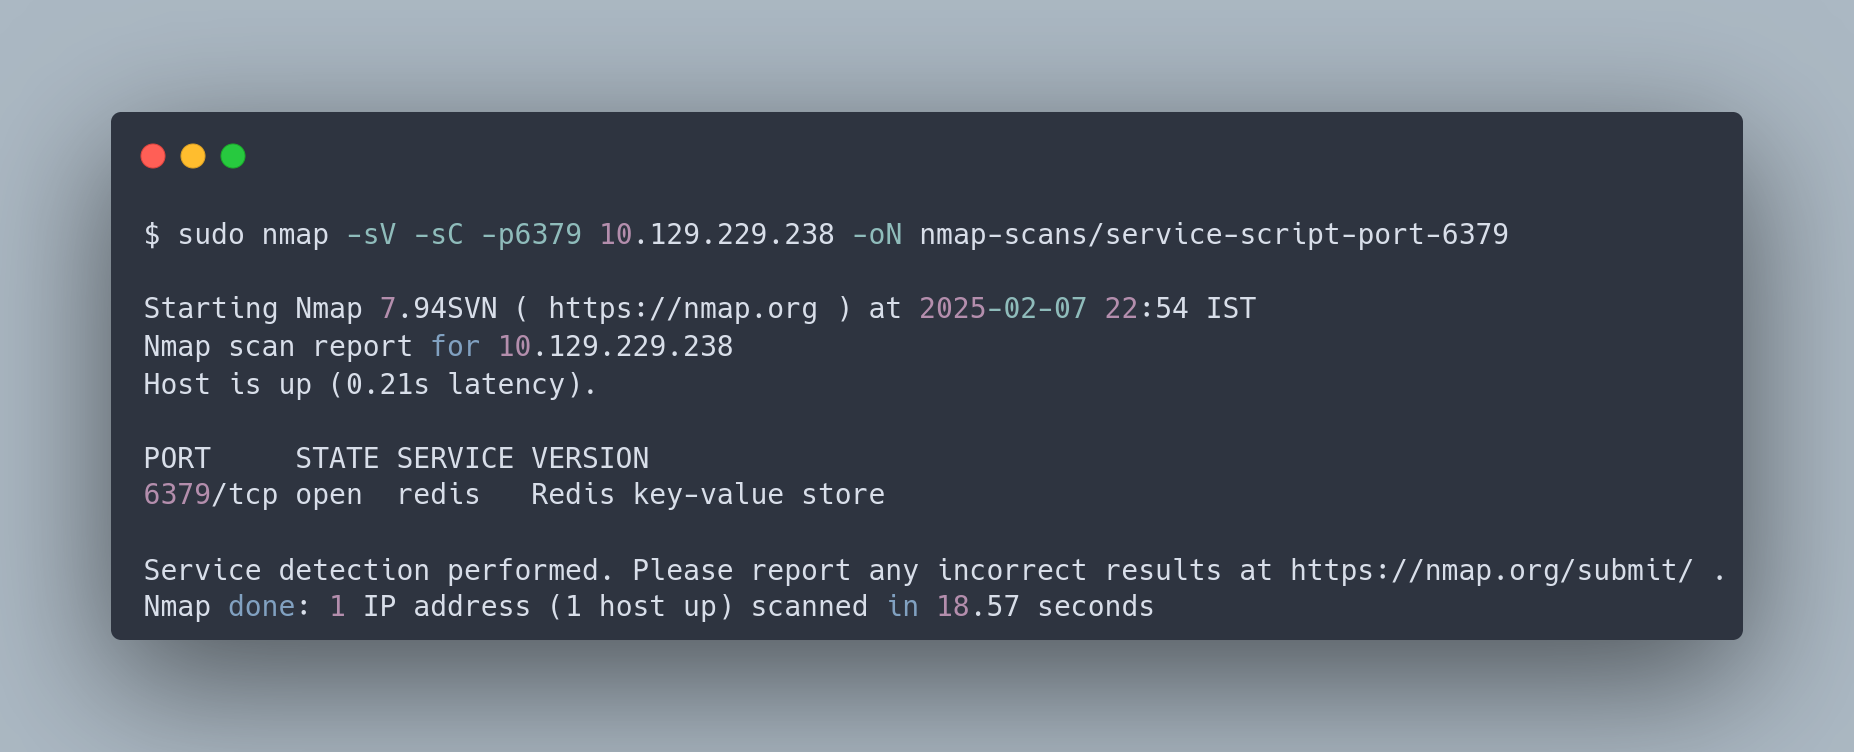 $ sudo nmap -sV -sC -p6379 10.129.229.238 -oN nmap-scans/service-script-port-6379
Starting Nmap 7.94SVN ( https://nmap.org ) at 2025-02-07 22:54 IST
Nmap scan report for 10.129.229.238
Host is up (0.21s latency).
PORT     STATE SERVICE VERSION
6379/tcp open  redis   Redis key-value store
Service detection performed. Please report any incorrect results at https://nmap.org/submit/ .
Nmap done: 1 IP address (1 host up) scanned in 18.57 seconds